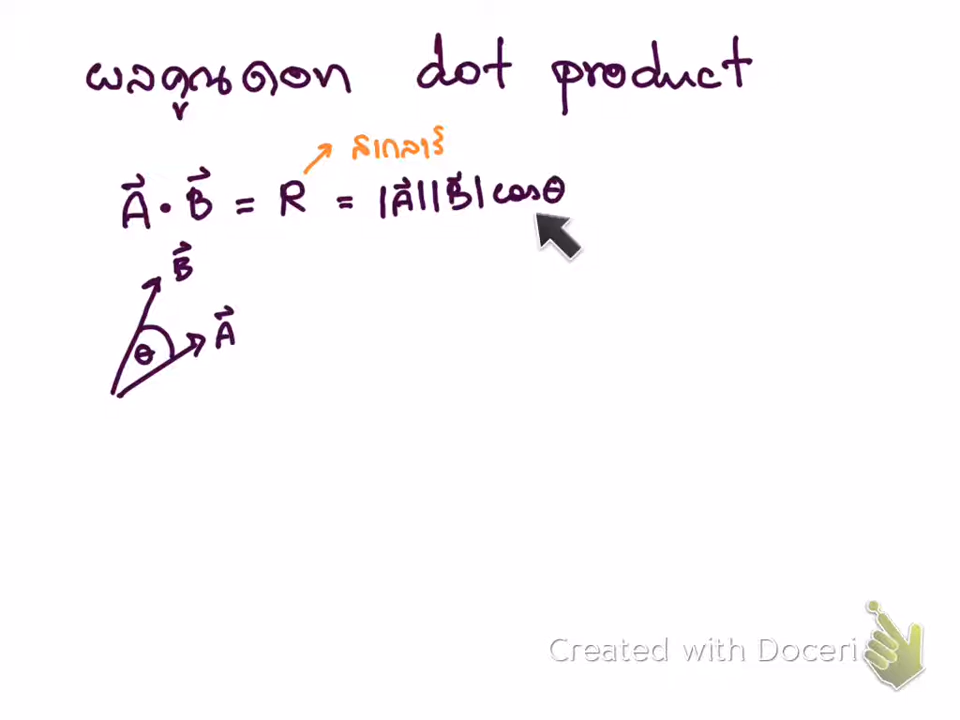 ผลคูณดอท dot product
สเกลาร์
A⃗ · B⃗ = R = |A⃗||B⃗| cosθ
B⃗
A⃗
θ
Created with Doceri